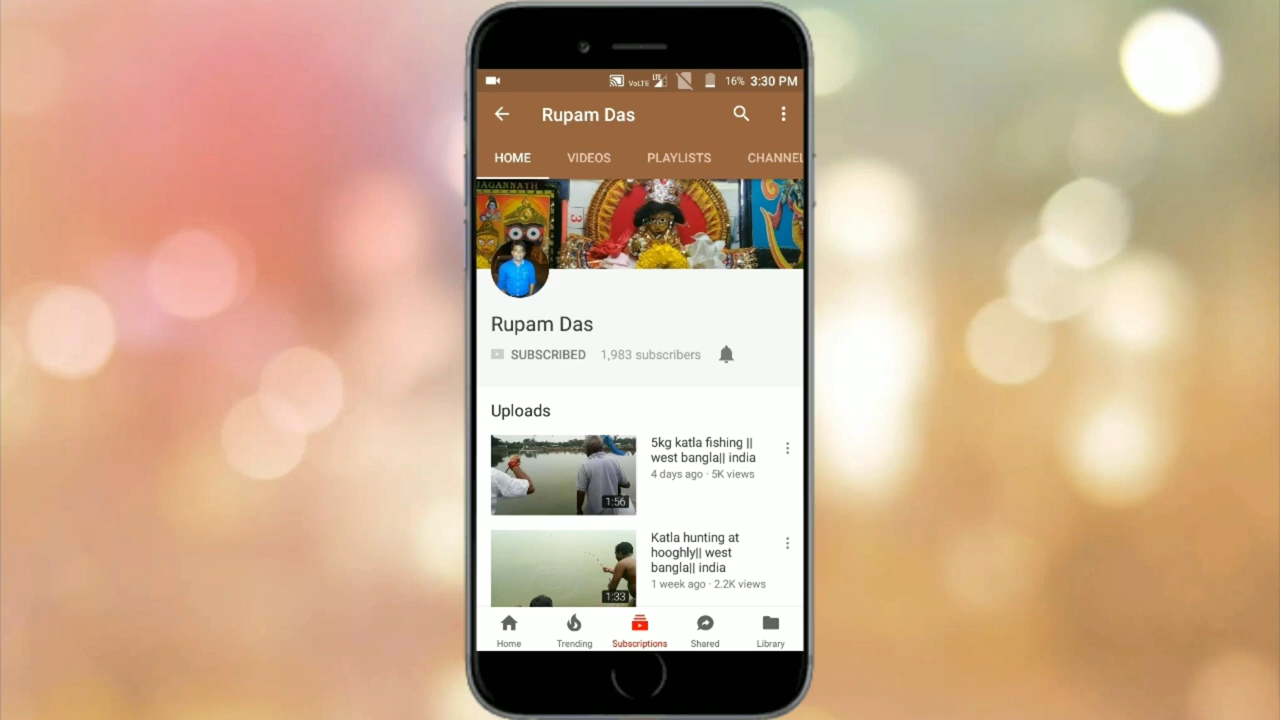 VoLTE LTE 16% 3:30 PM
Rupam Das
HOME VIDEOS PLAYLISTS CHANNEL
JAGANNATH
3
Rupam Das
SUBSCRIBED 1,983 subscribers
Uploads
5kg katla fishing ||
west bangla|| india
4 days ago · 5K views
1:56
Katla hunting at
hooghly|| west
bangla|| india
1 week ago · 2.2K views
1:33
Home Trending Subscriptions Shared Library